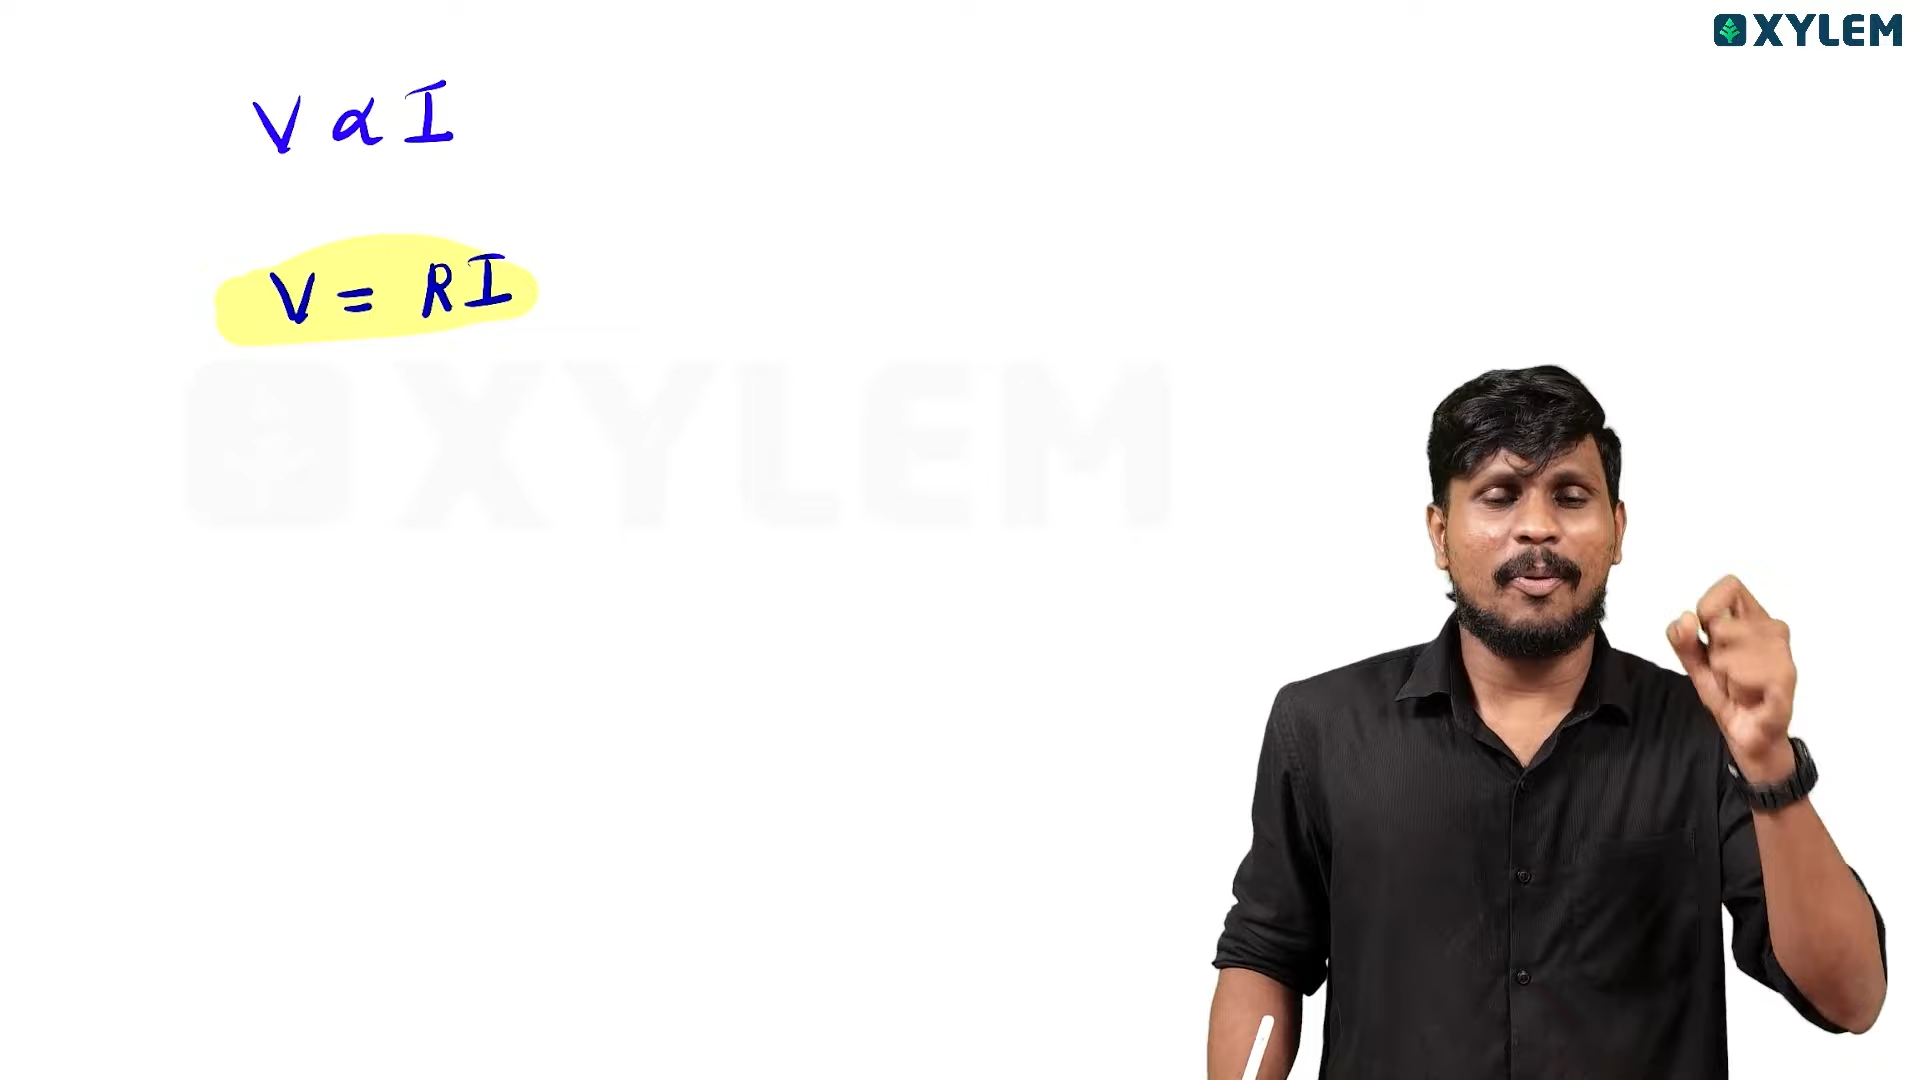 XYLEM
V α I
V = RI
XYLEM